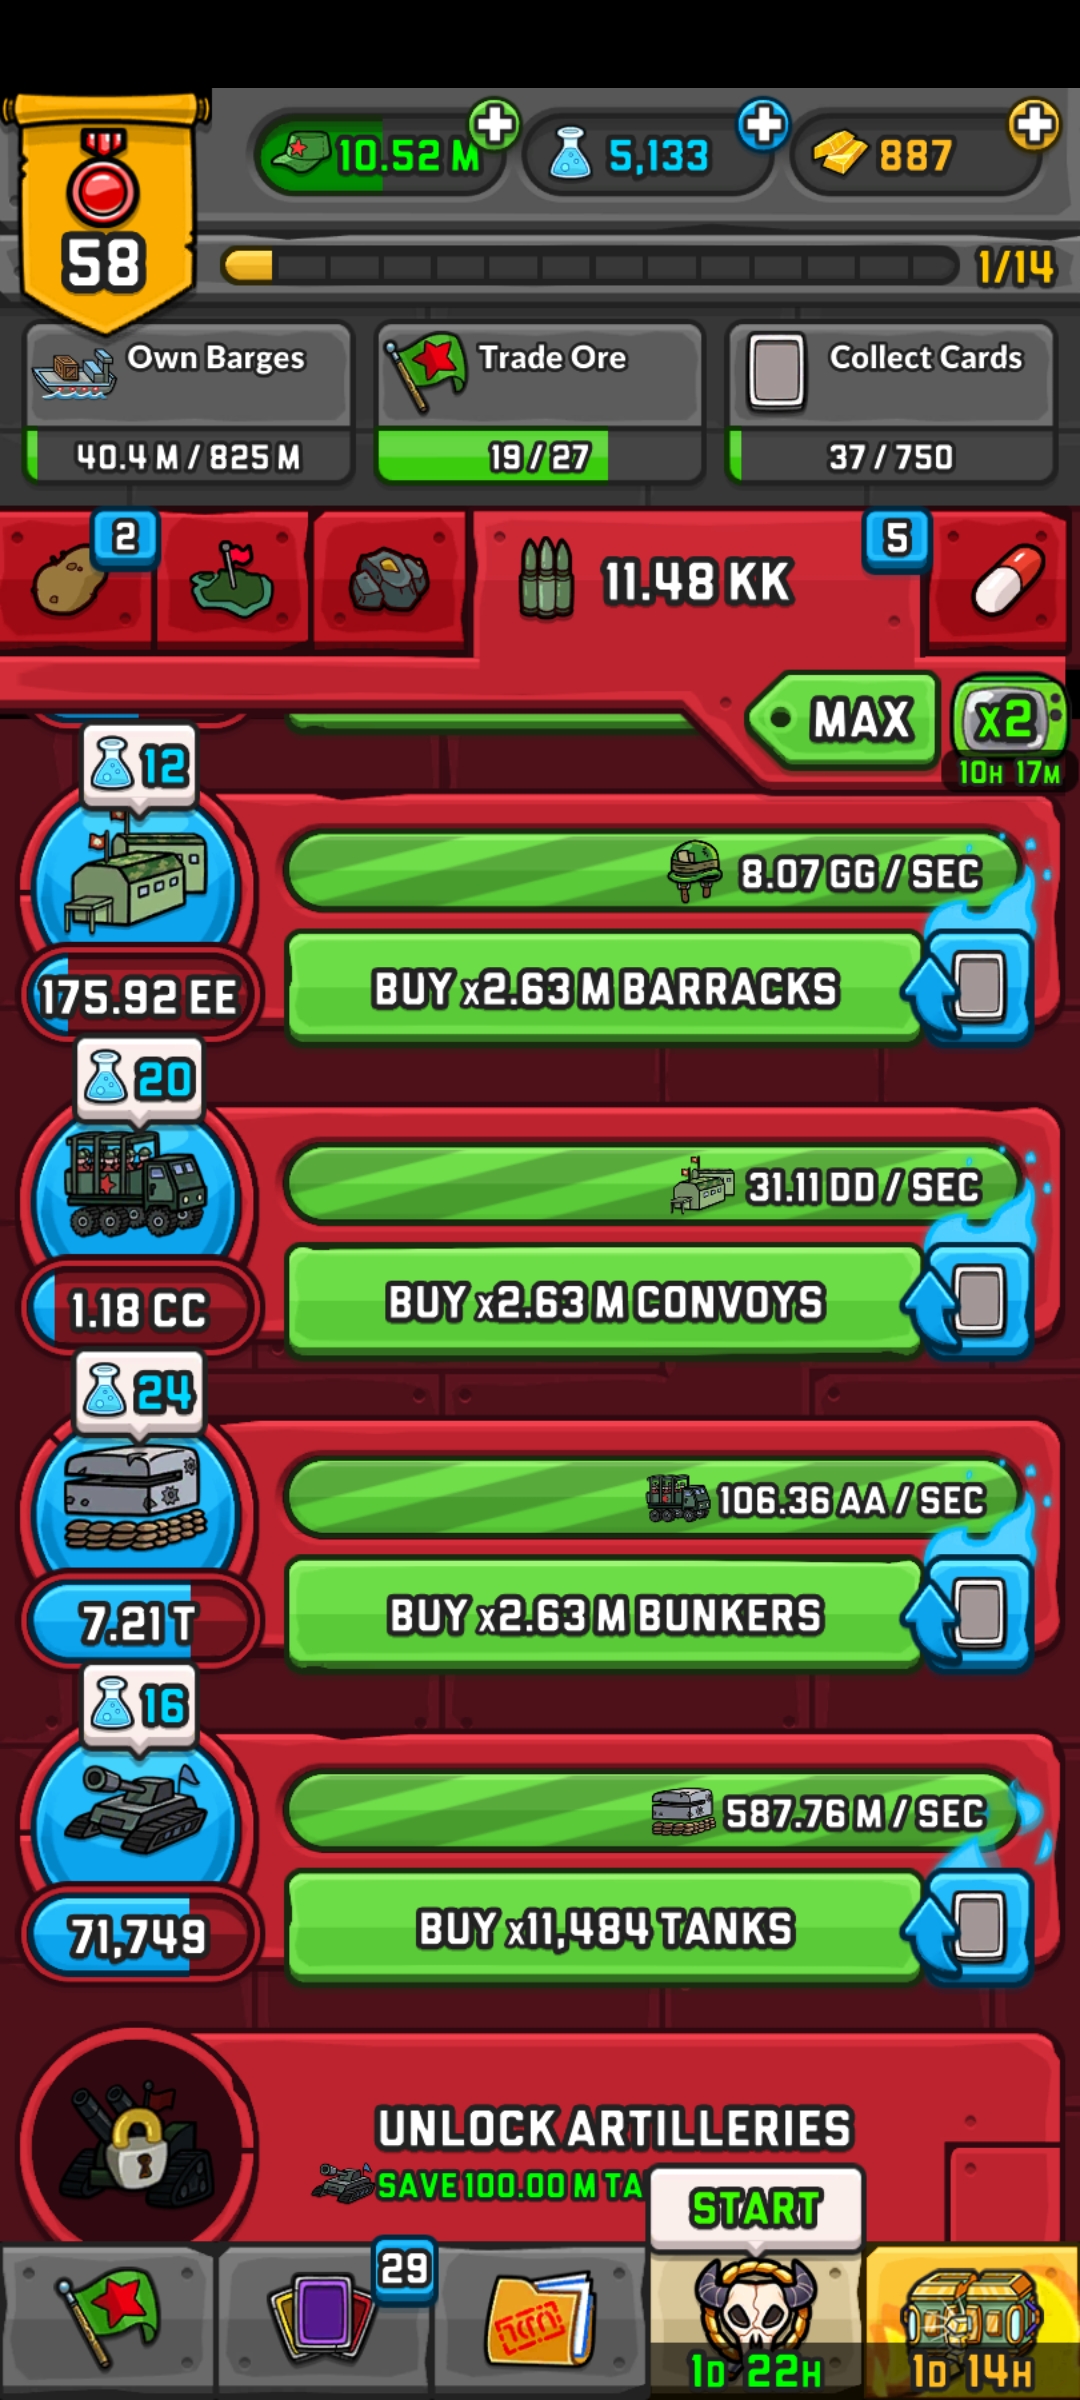 10.52 M
5,133
887
58
1/14
Own Barges
Trade Ore
Collect Cards
40.4 M / 825 M
19 / 27
37 / 750
2
11.48 KK
5
MAX
x2
10H 17M
12
8.07 GG / SEC
BUY x2.63 M BARRACKS
175.92 EE
20
31.11 DD / SEC
BUY x2.63 M CONVOYS
1.18 CC
24
106.36 AA / SEC
BUY x2.63 M BUNKERS
7.21 T
16
587.76 M / SEC
BUY x11,484 TANKS
71,749
UNLOCK ARTILLERIES
SAVE 100.00 M TA
START
29
1D 22H
1D 14H